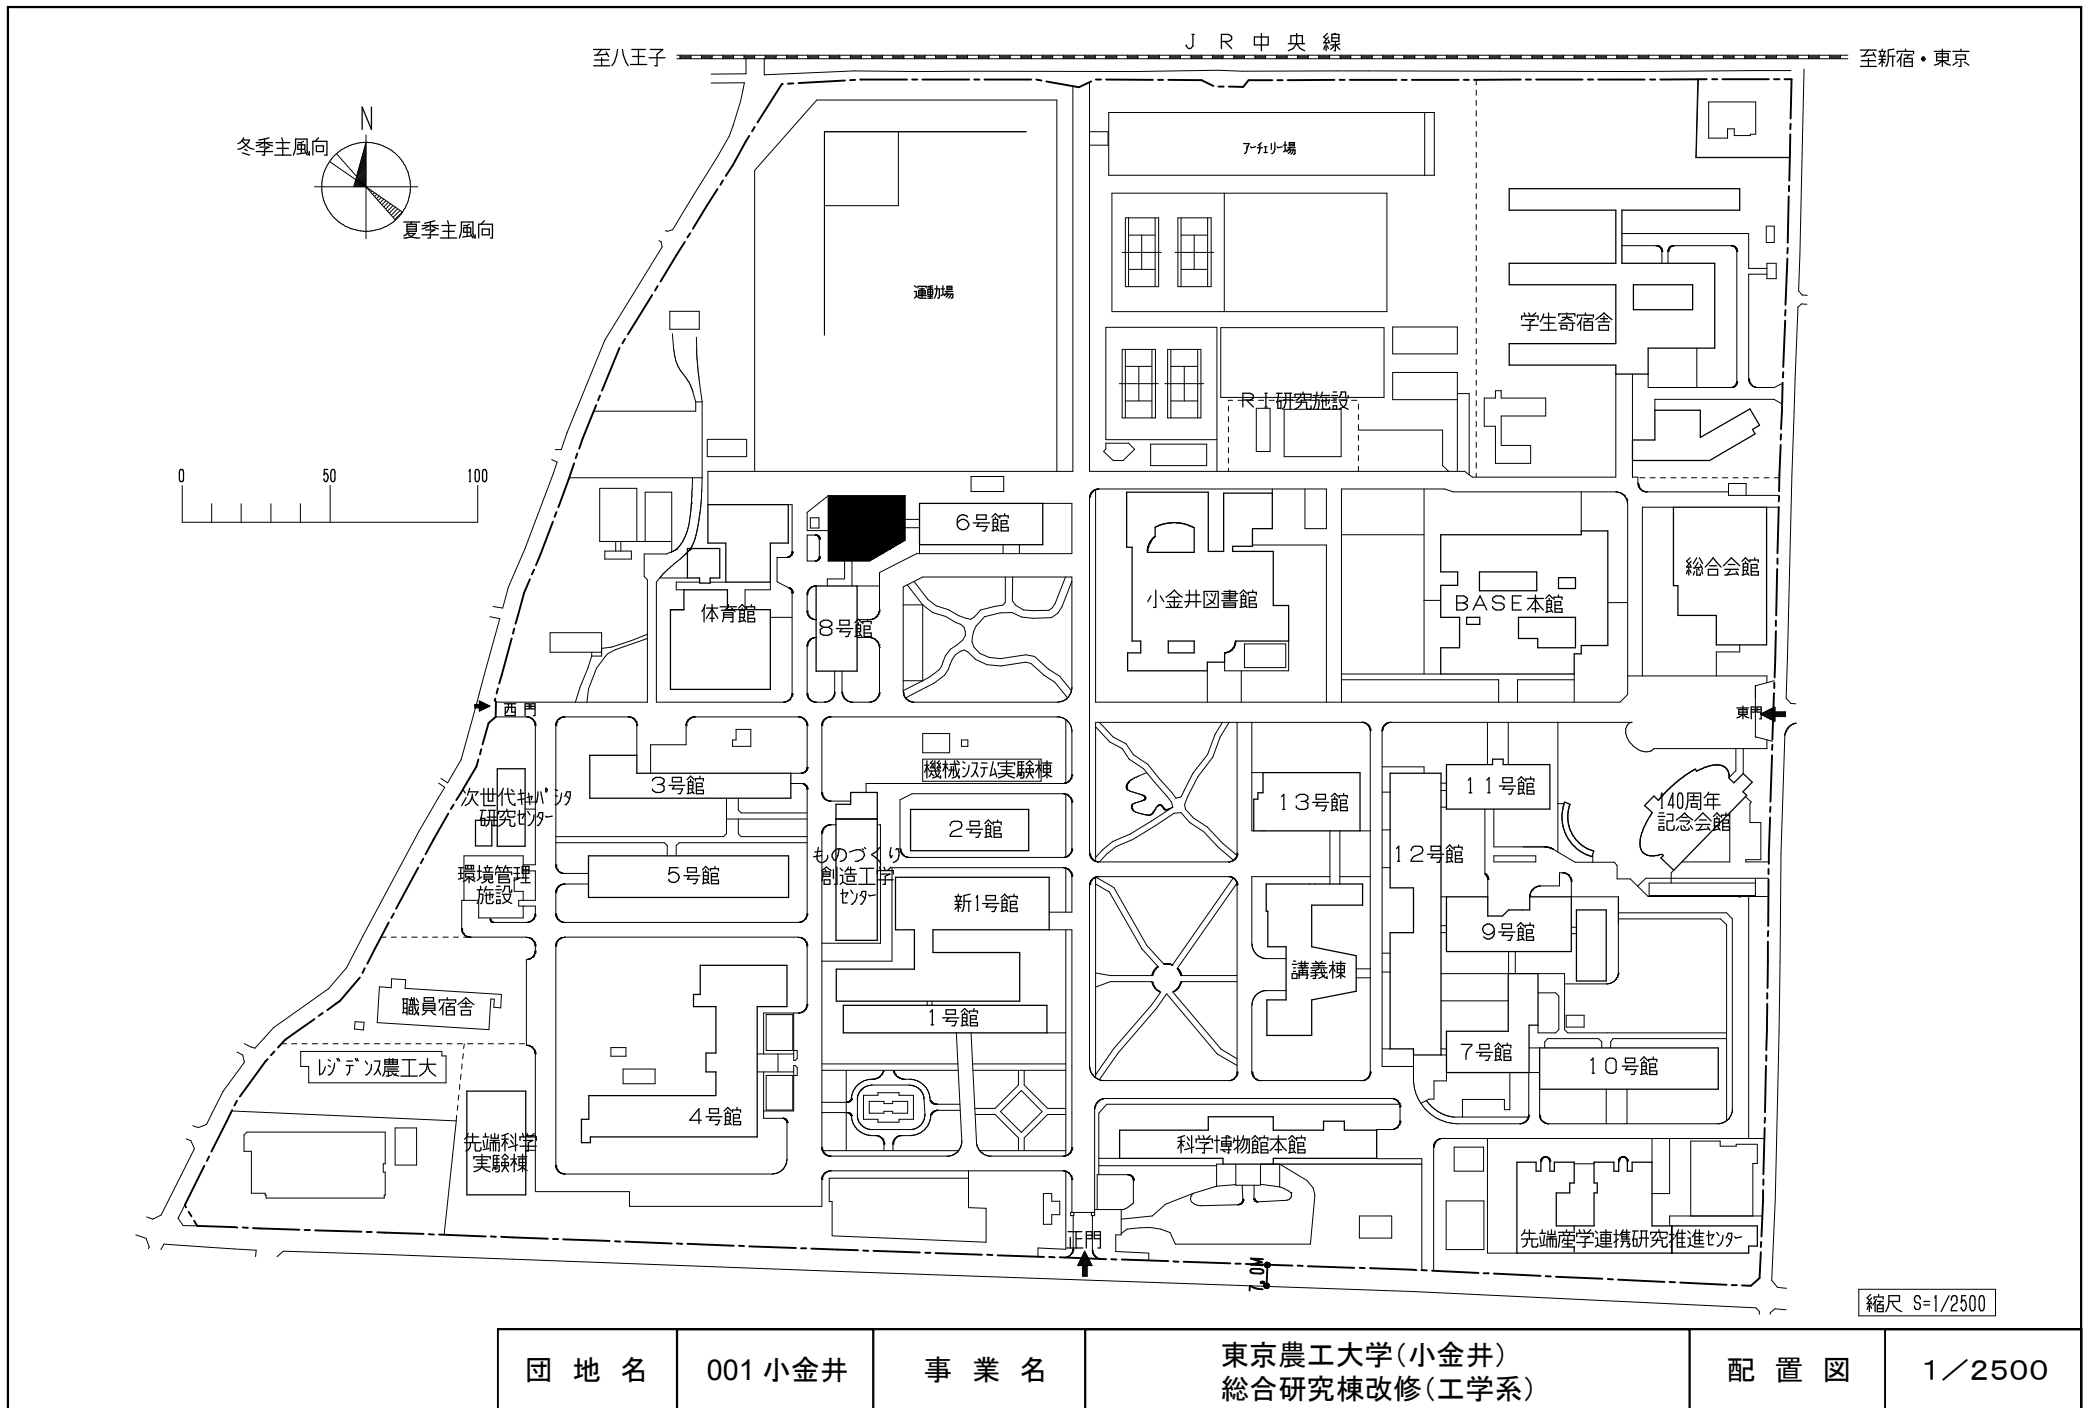 ＪＲ中央線
至八王子
至新宿・東京
N
冬季主風向
夏季主風向
アーチェリー場
運動場
学生寄宿舎
ＲＩ研究施設
0 50 100
６号館
総合会館
小金井図書館
ＢＡＳＥ本館
体育館
８号館
西門
東門
機械システム実験棟
３号館
１１号館
次世代キャパシタ
研究センター
１３号館
140周年
記念会館
２号館
ものづくり
創造工学
センター
１２号館
環境管理
施設
５号館
新1号館
９号館
講義棟
職員宿舎
１号館
７号館
レジデンス農工大
１０号館
４号館
先端科学
実験棟
科学博物館本館
正門
先端産学連携研究推進センター
7.0M
縮尺 S=1/2500
団地名
001 小金井
事業名
東京農工大学（小金井）
総合研究棟改修（工学系）
配置図
１／２５００